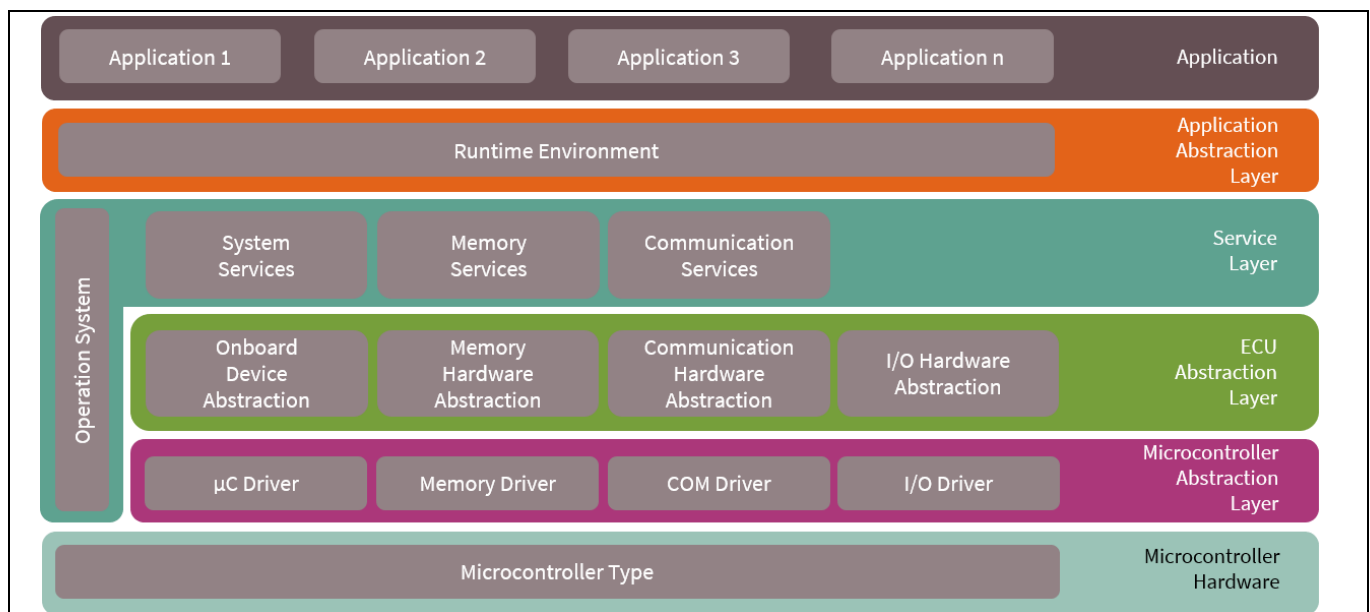 Application 1
Application 2
Application 3
Application n
Application
Runtime Environment
Application
Abstraction
Layer
Operation System
System
Services
Memory
Services
Communication
Services
Service
Layer
Onboard
Device
Abstraction
Memory
Hardware
Abstraction
Communication
Hardware
Abstraction
I/O Hardware
Abstraction
ECU
Abstraction
Layer
µC Driver
Memory Driver
COM Driver
I/O Driver
Microcontroller
Abstraction
Layer
Microcontroller Type
Microcontroller
Hardware